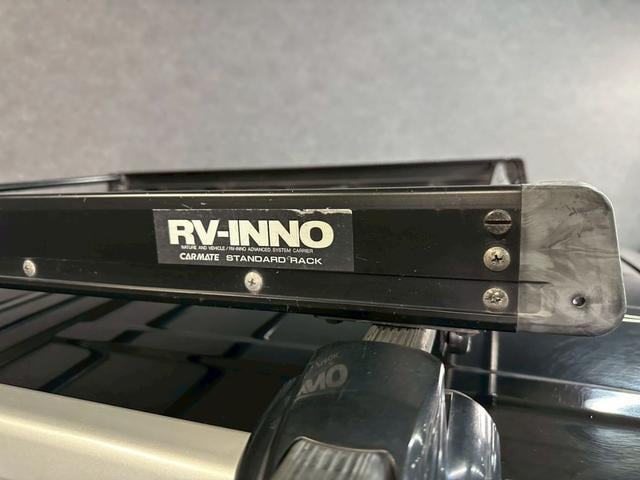 RV-INNO
NATURE AND VEHICLE / RV-INNO ADVANCED SYSTEM CARRIER
CARMATE STANDARD RACK